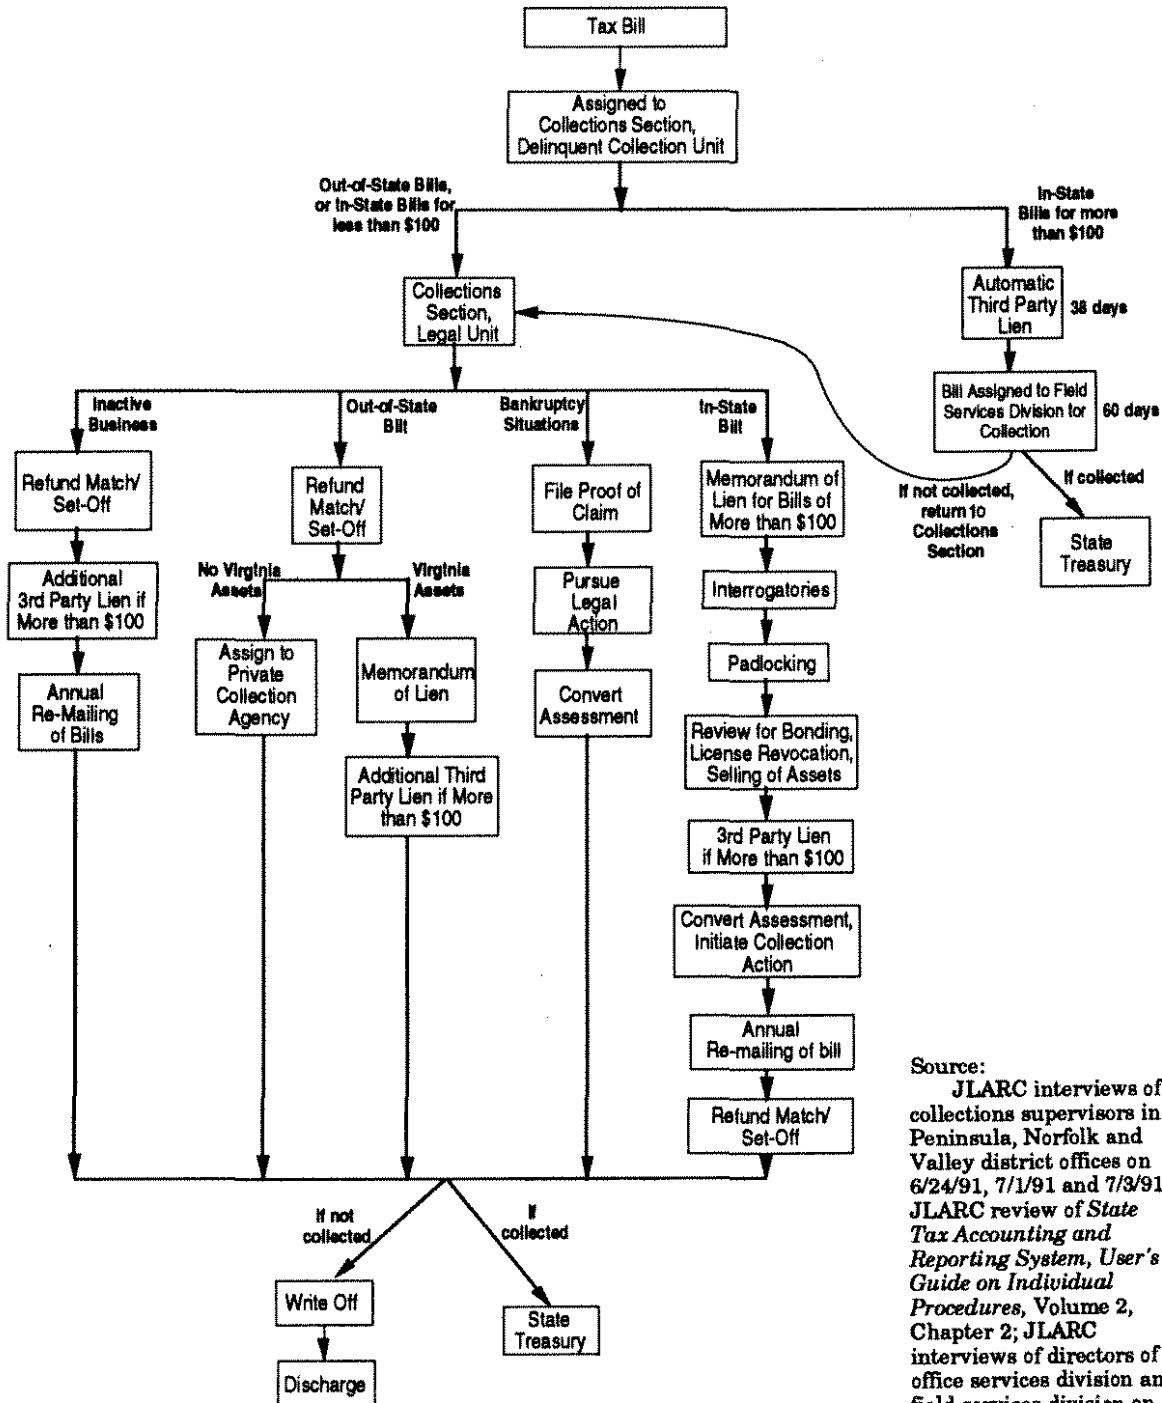 Tax Bill
Assigned to
Collections Section,
Delinquent Collection Unit
Out-of-State Bills,
or In-State Bills for
less than $100
In-State
Bills for more
than $100
Collections
Section,
Legal Unit
Automatic
Third Party
Lien
38 days
Bill Assigned to Field
Services Division for
Collection
60 days
If not collected,
return to
Collections
Section
If collected
State
Treasury
Inactive
Business
Out-of-State
Bill
Bankruptcy
Situations
In-State
Bill
Refund Match/
Set-Off
Additional
3rd Party Lien if
More than $100
Annual
Re-Mailing
of Bills
Refund
Match/
Set-Off
No Virginia
Assets
Virginia
Assets
Assign to
Private
Collection
Agency
Memorandum
of Lien
Additional Third
Party Lien if More
than $100
File Proof of
Claim
Pursue
Legal
Action
Convert
Assessment
Memorandum of
Lien for Bills of
More than $100
Interrogatories
Padlocking
Review for Bonding,
License Revocation,
Selling of Assets
3rd Party Lien
if More than $100
Convert Assessment,
Initiate Collection
Action
Annual
Re-mailing of bill
Refund Match/
Set-Off
If not
collected
If
collected
Write Off
Discharge
State
Treasury
Source:
JLARC interviews of
collections supervisors in
Peninsula, Norfolk and
Valley district offices on
6/24/91, 7/1/91 and 7/3/91
JLARC review of State
Tax Accounting and
Reporting System, User's
Guide on Individual
Procedures, Volume 2,
Chapter 2; JLARC
interviews of directors of
office services division an